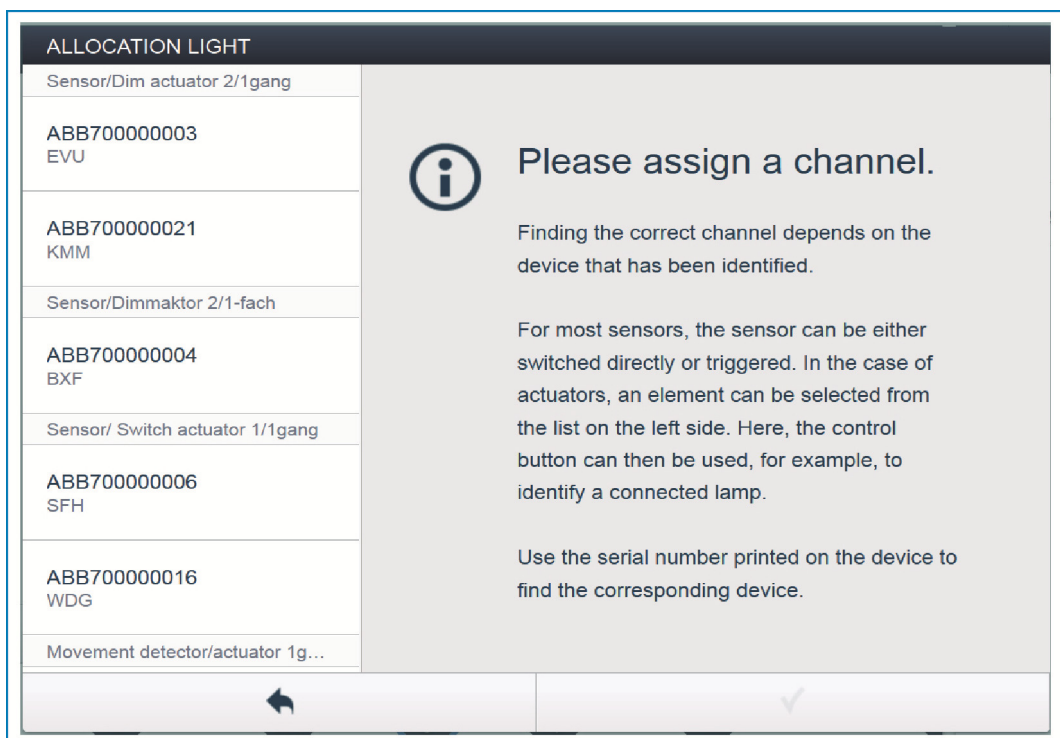 ALLOCATION LIGHT
Sensor/Dim actuator 2/1gang
ABB700000003
EVU
ABB700000021
KMM
Sensor/Dimmaktor 2/1-fach
ABB700000004
BXF
Sensor/ Switch actuator 1/1gang
ABB700000006
SFH
ABB700000016
WDG
Movement detector/actuator 1g...
Please assign a channel.
Finding the correct channel depends on the
device that has been identified.
For most sensors, the sensor can be either
switched directly or triggered. In the case of
actuators, an element can be selected from
the list on the left side. Here, the control
button can then be used, for example, to
identify a connected lamp.
Use the serial number printed on the device to
find the corresponding device.